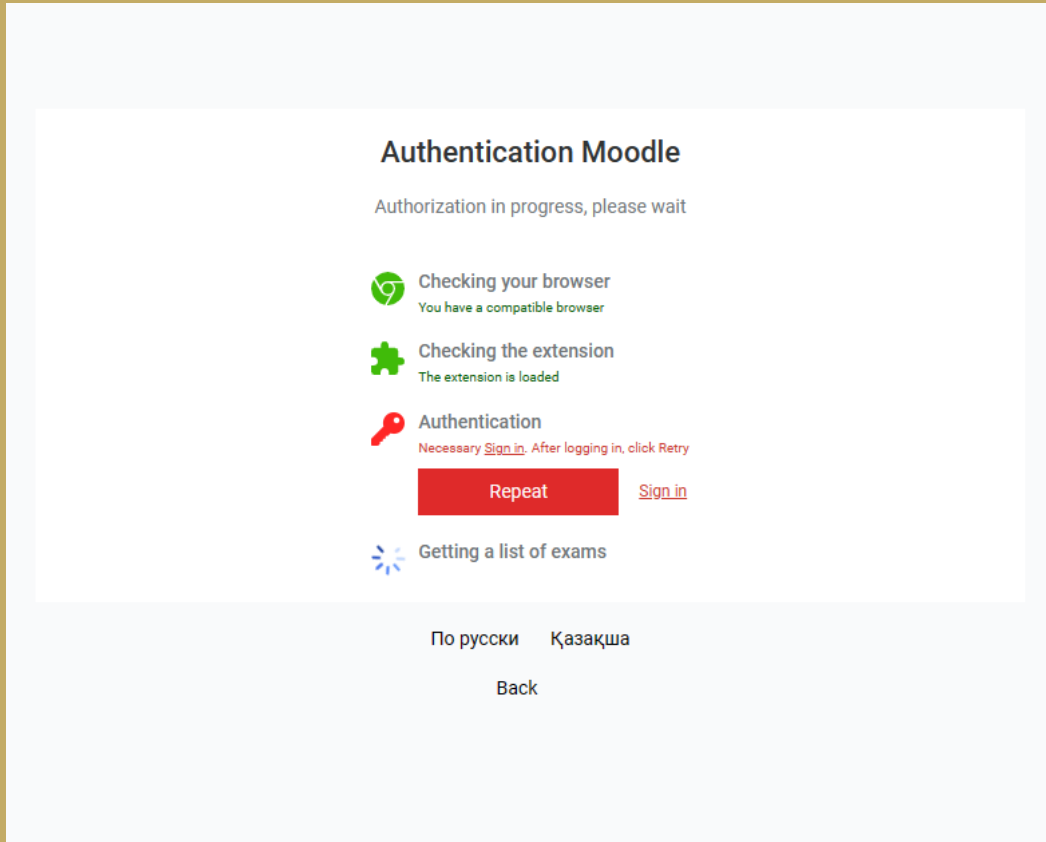 Authentication Moodle
Authorization in progress, please wait
Checking your browser
You have a compatible browser
Checking the extension
The extension is loaded
Authentication
Necessary Sign in. After logging in, click Retry
Repeat Sign in
Getting a list of exams
По русски Қазақша
Back